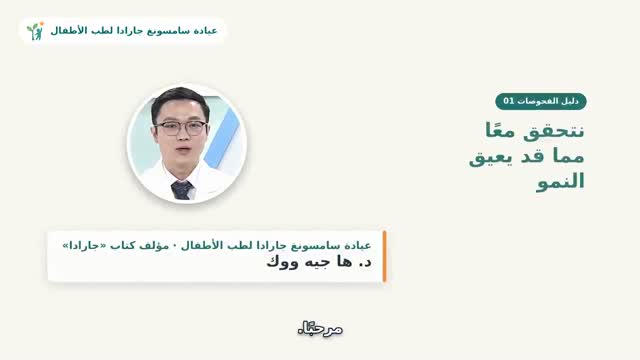 عيادة سامسونغ جارادا لطب الأطفال
دليل الفحوصات 01
نتحقق معًا
مما قد يعيق
النمو
عيادة سامسونغ جارادا لطب الأطفال · مؤلف كتاب «جارادا»
د. ها جيه ووك
مرحبًا.